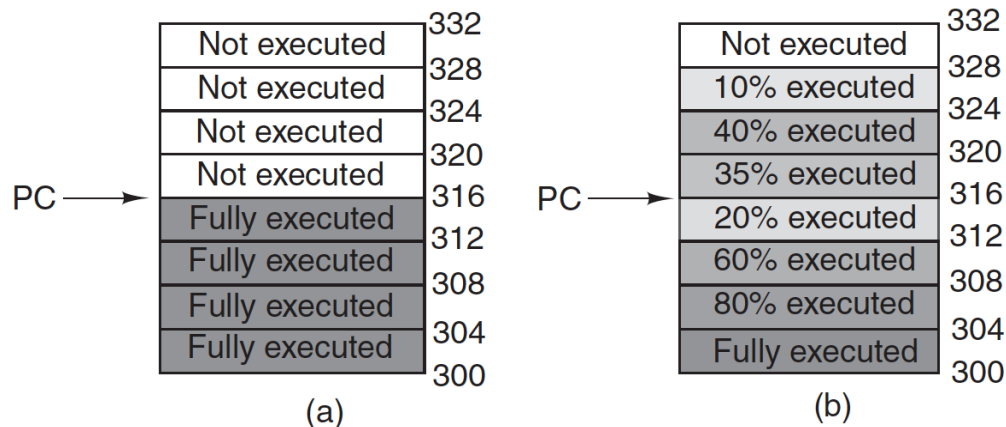 332
Not executed
328
Not executed
324
Not executed
320
Not executed
PC
316
Fully executed
312
Fully executed
308
Fully executed
304
Fully executed
300
(a)
332
Not executed
328
10% executed
324
40% executed
320
35% executed
PC
316
20% executed
312
60% executed
308
80% executed
304
Fully executed
300
(b)